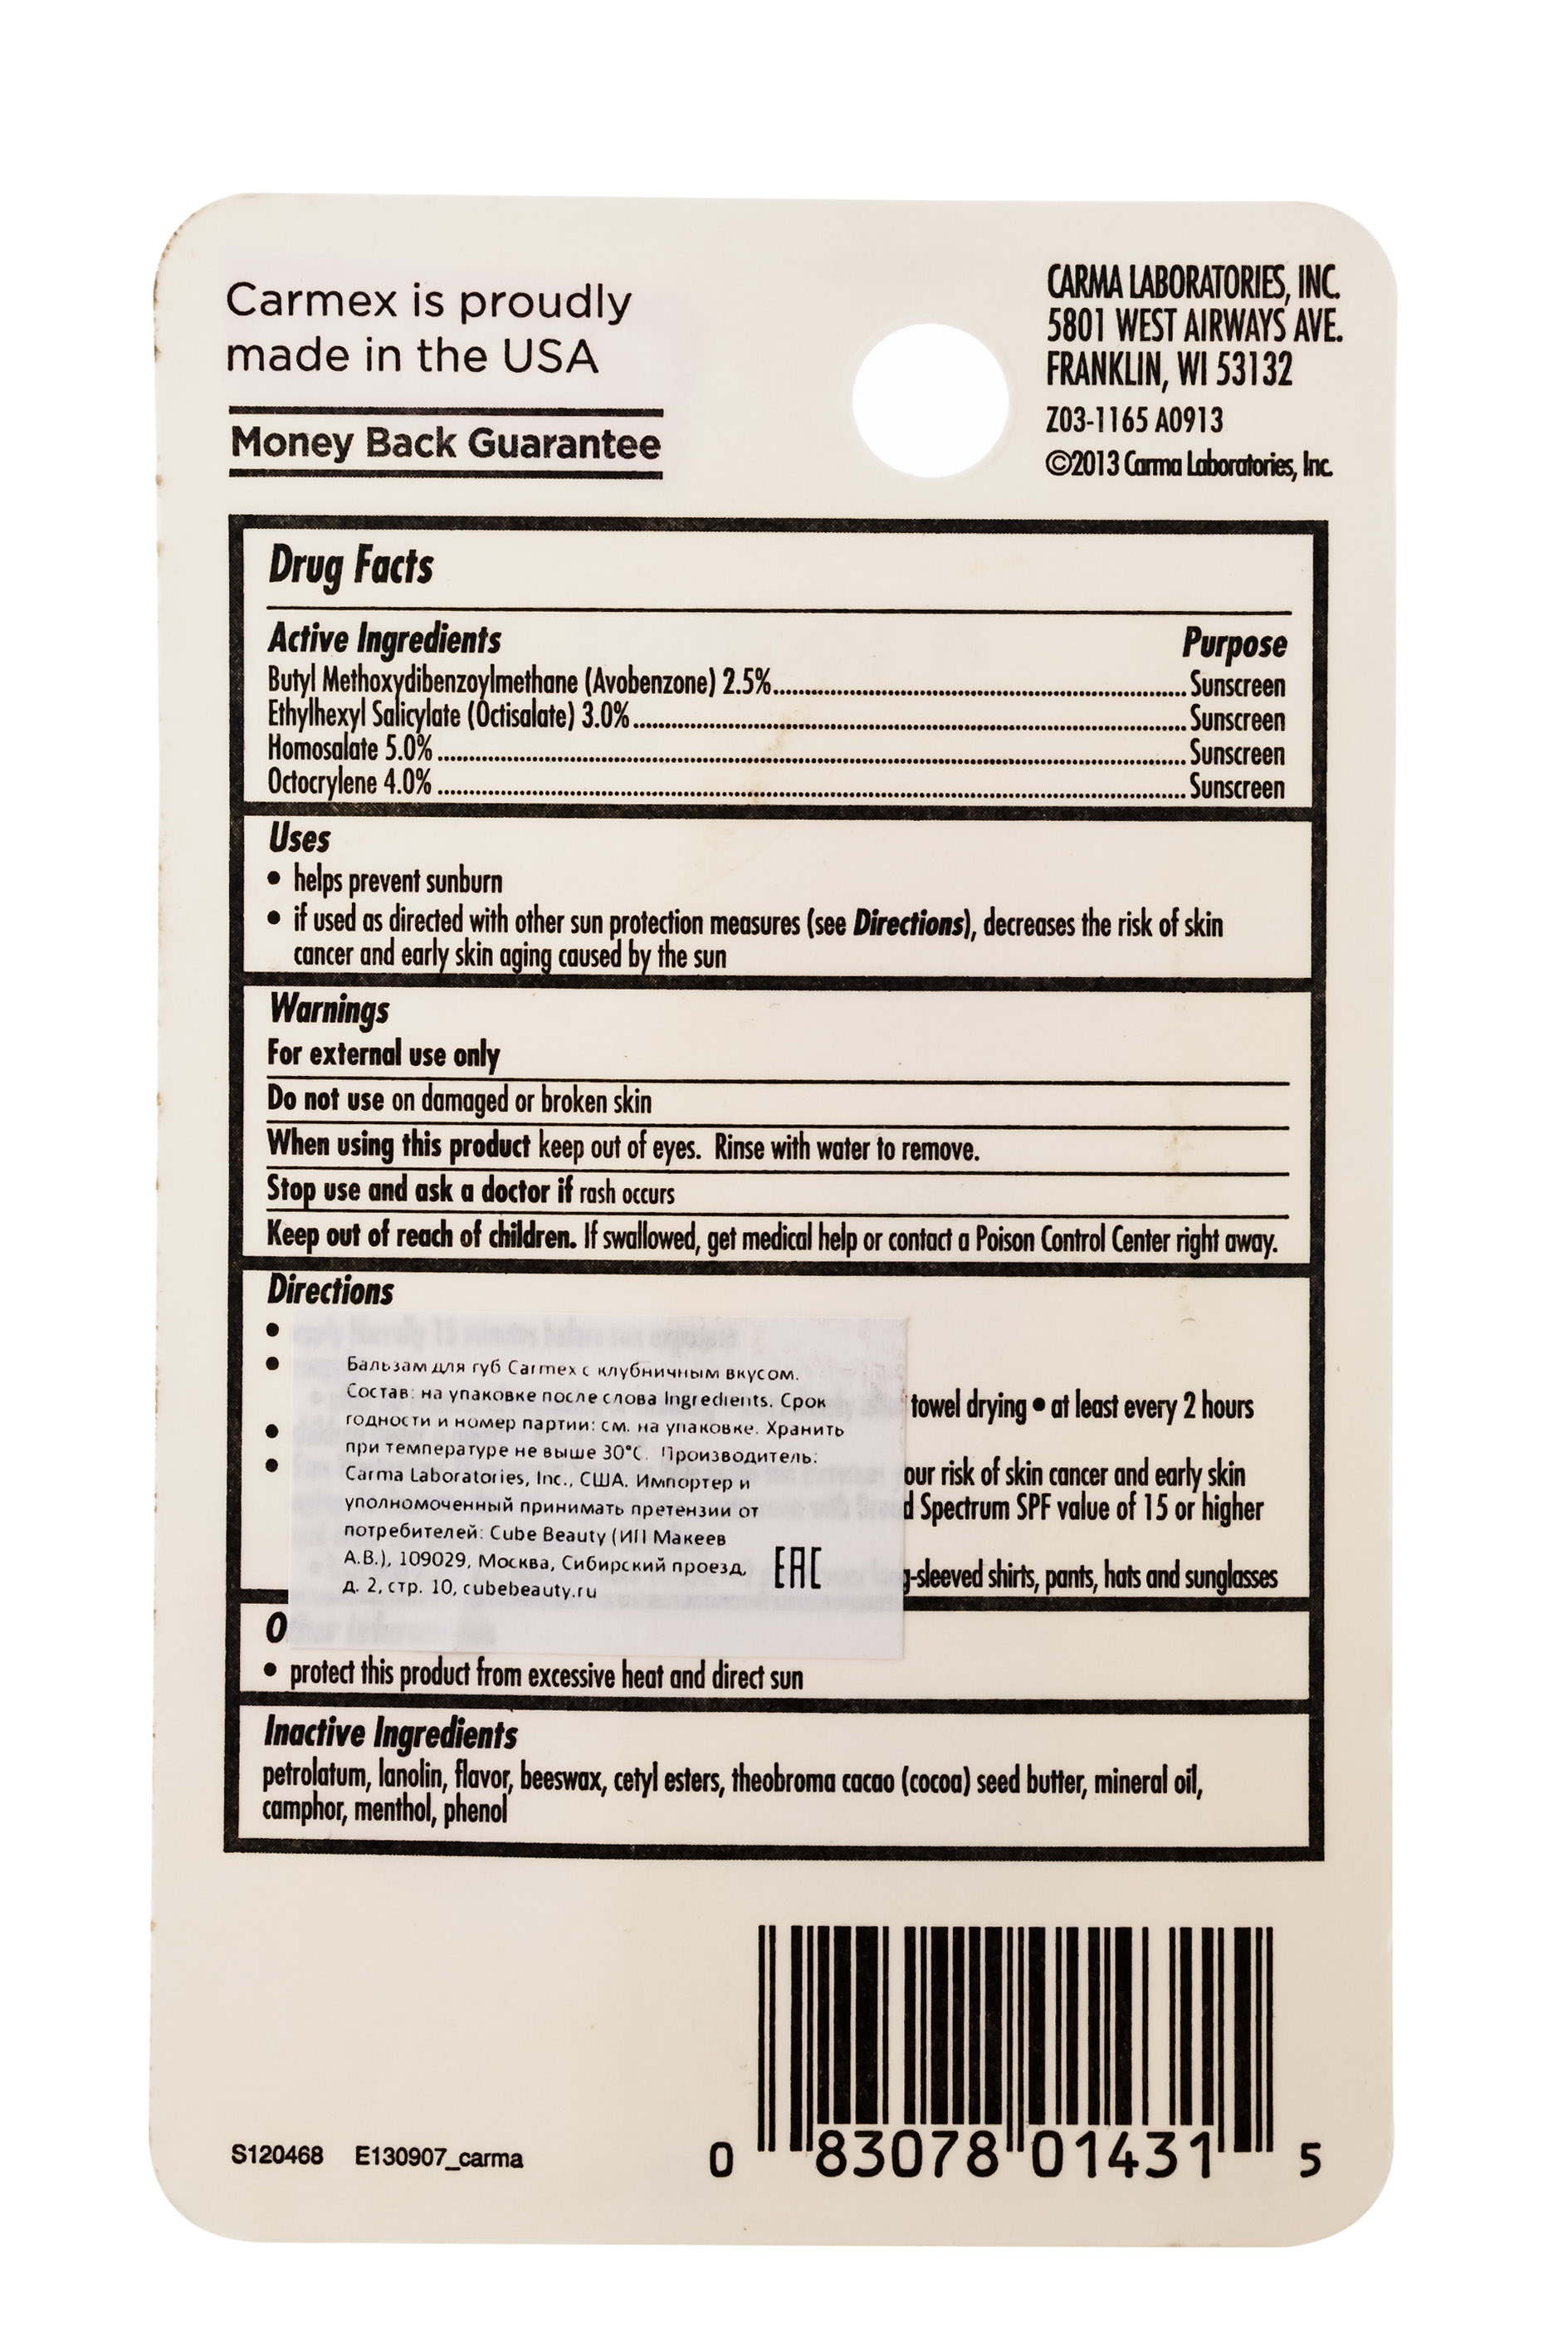 Carmex is proudly
made in the USA
Money Back Guarantee
CARMA LABORATORIES, INC.
5801 WEST AIRWAYS AVE.
FRANKLIN, WI 53132
Z03-1165 A0913
©2013 Carma Laboratories, Inc.
Drug Facts
Active Ingredients Purpose
Butyl Methoxydibenzoylmethane (Avobenzone) 2.5%........ Sunscreen
Ethylhexyl Salicylate (Octisalate) 3.0%........ Sunscreen
Homosalate 5.0%........ Sunscreen
Octocrylene 4.0%........ Sunscreen
Uses
• helps prevent sunburn
• if used as directed with other sun protection measures (see Directions), decreases the risk of skin
cancer and early skin aging caused by the sun
Warnings
For external use only
Do not use on damaged or broken skin
When using this product keep out of eyes. Rinse with water to remove.
Stop use and ask a doctor if rash occurs
Keep out of reach of children. If swallowed, get medical help or contact a Poison Control Center right away.
Directions
Бальзам для губ Carmex с клубничным вкусом.
Состав: на упаковке после слова Ingredients. Срок
годности и номер партии: см. на упаковке. Хранить
при температуре не выше 30°C. Производитель:
Carma Laboratories, Inc., США. Импортер и
уполномоченный принимать претензии от
потребителей: Cube Beauty (ИП Макеев
А.В.), 109029, Москва, Сибирский проезд,
д. 2, стр. 10, cubebeauty.ru
EAC
towel drying • at least every 2 hours
our risk of skin cancer and early skin
d Spectrum SPF value of 15 or higher
g-sleeved shirts, pants, hats and sunglasses
O
• protect this product from excessive heat and direct sun
Inactive Ingredients
petrolatum, lanolin, flavor, beeswax, cetyl esters, theobroma cacao (cocoa) seed butter, mineral oil,
camphor, menthol, phenol
S120468 E130907_carma
0 83078 01431 5